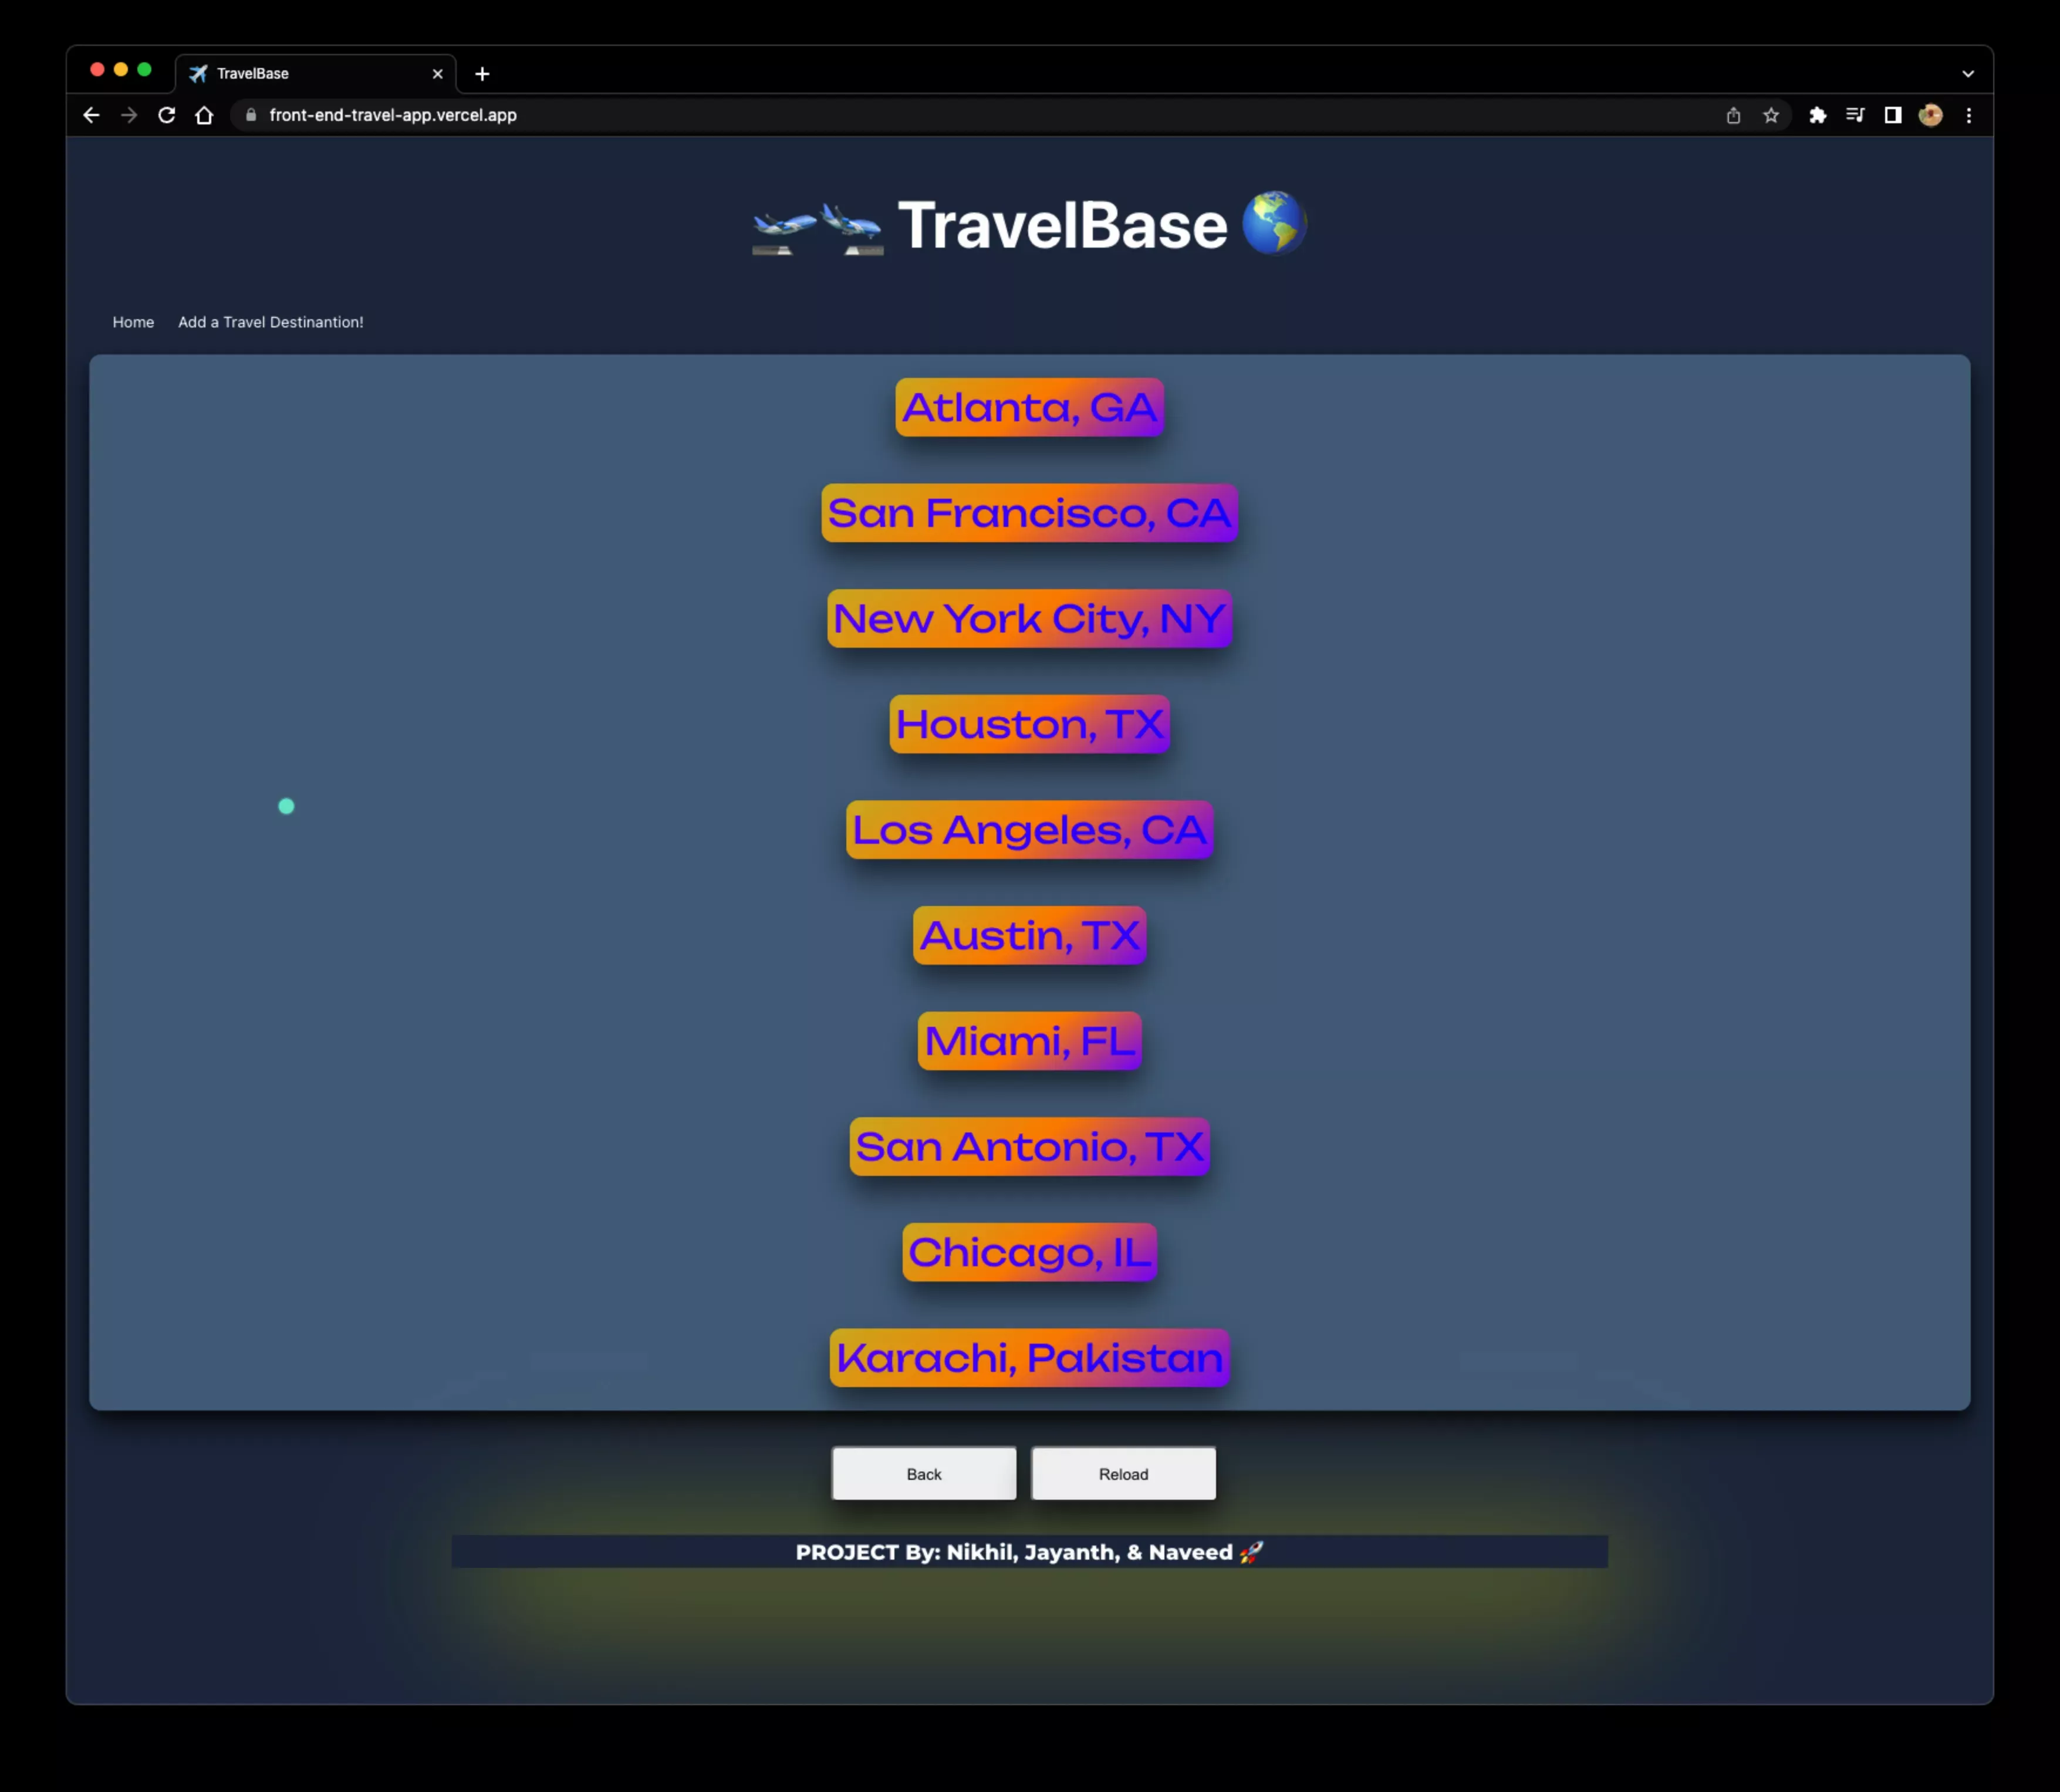 TravelBase
front-end-travel-app.vercel.app
TravelBase
Home Add a Travel Destinantion!
Atlanta, GA
San Francisco, CA
New York City, NY
Houston, TX
Los Angeles, CA
Austin, TX
Miami, FL
San Antonio, TX
Chicago, IL
Karachi, Pakistan
Back Reload
PROJECT By: Nikhil, Jayanth, & Naveed